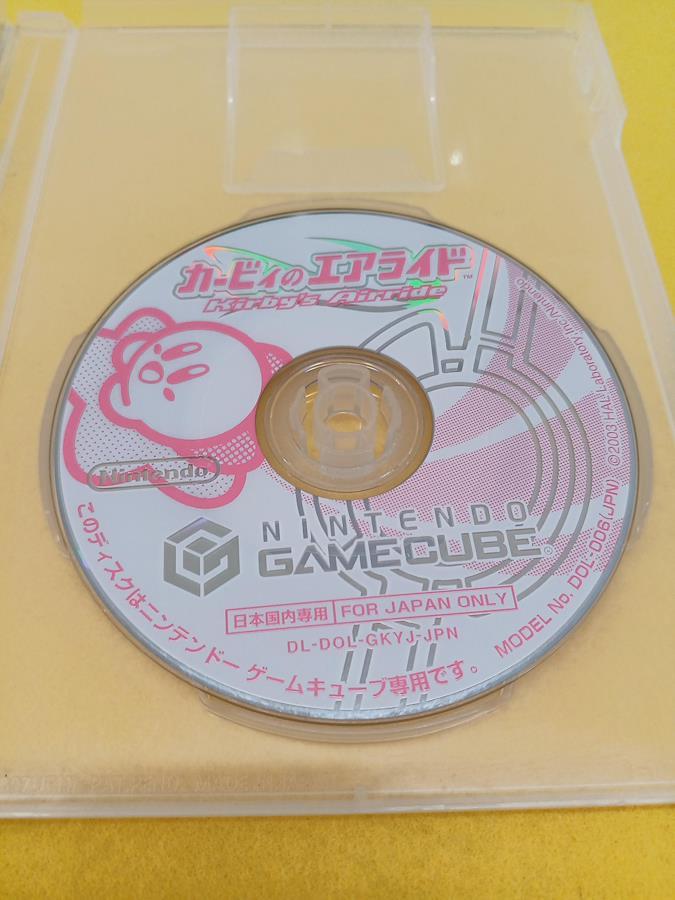 カービィのエアライド™
Kirby's Airride
Nintendo
NINTENDO
GAMECUBE
日本国内専用 FOR JAPAN ONLY
DL-DOL-GKYJ-JPN
このディスクはニンテンドー ゲームキューブ専用です。
MODEL No. DOL-006(JPN) ©2003 HAL Laboratory, inc./Nintendo